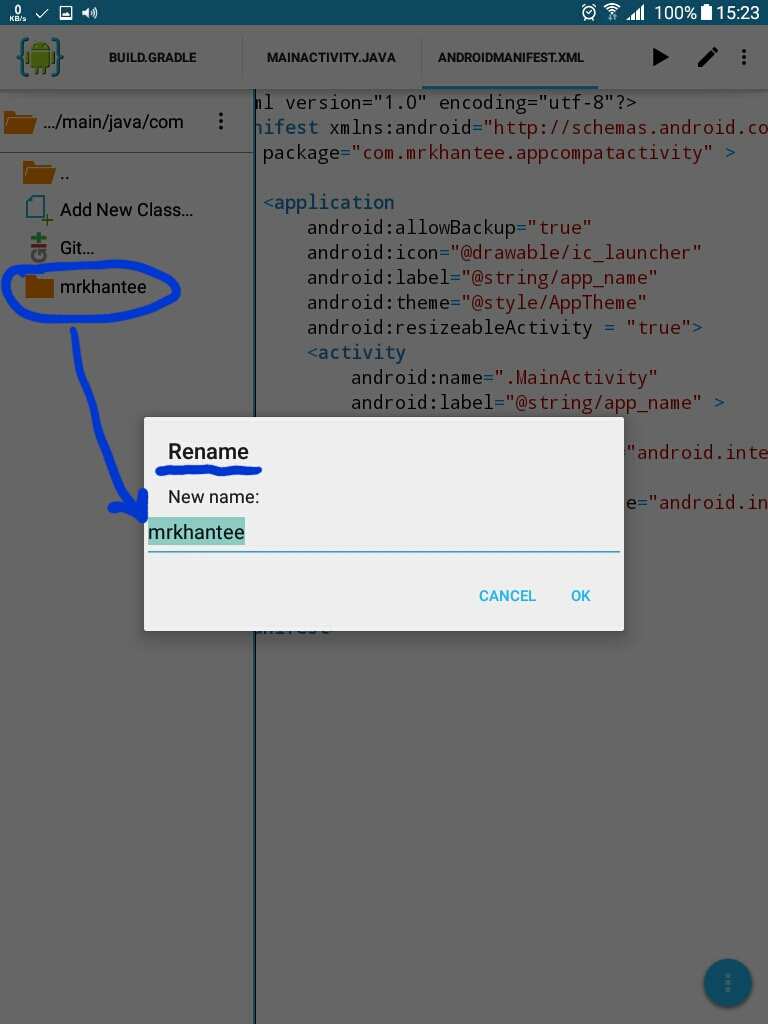 0
KB/s
100%
15:23
BUILD.GRADLE
MAINACTIVITY.JAVA
ANDROIDMANIFEST.XML
.../main/java/com
..
Add New Class...
Git...
mrkhantee
ml version="1.0" encoding="utf-8"?>
nifest xmlns:android="http://schemas.android.co
package="com.mrkhantee.appcompatactivity" >
<application
android:allowBackup="true"
android:icon="@drawable/ic_launcher"
android:label="@string/app_name"
android:theme="@style/AppTheme"
android:resizeableActivity = "true">
<activity
android:name=".MainActivity"
android:label="@string/app_name" >
"android.inte
e="android.in
Rename
New name:
mrkhantee
CANCEL
OK